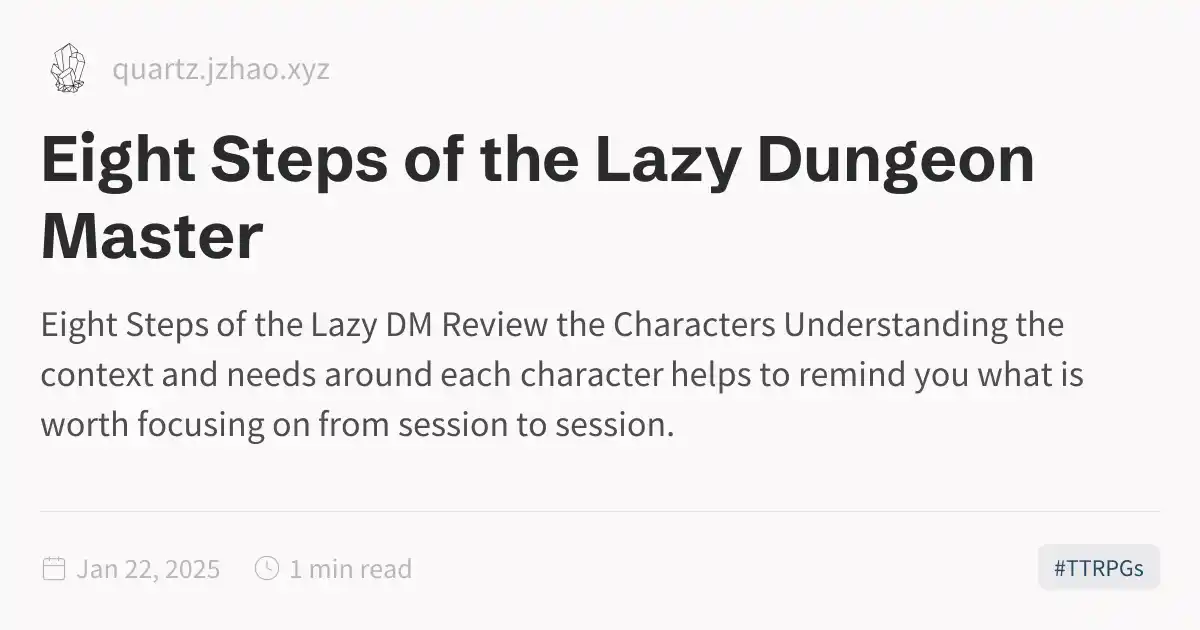 quartz.jzhao.xyz
Eight Steps of the Lazy Dungeon
Master
Eight Steps of the Lazy DM Review the Characters Understanding the
context and needs around each character helps to remind you what is
worth focusing on from session to session.
Jan 22, 2025 1 min read #TTRPGs